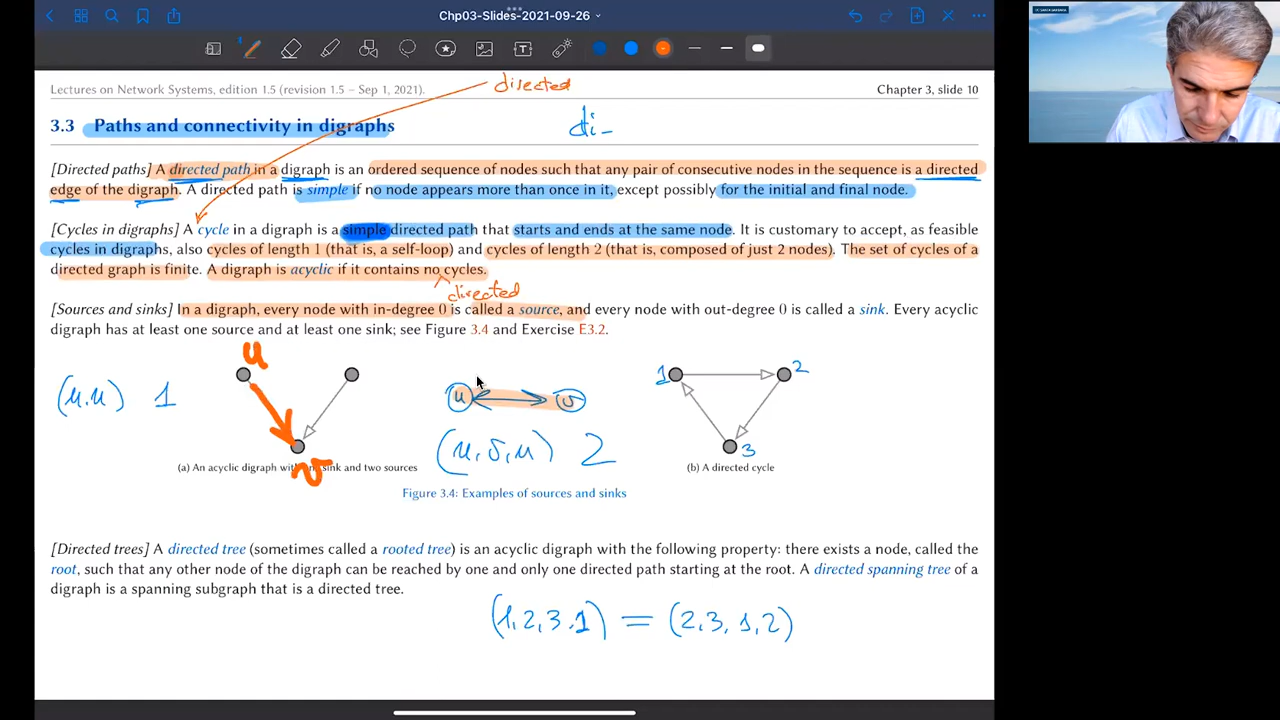 Chp03-Slides-2021-09-26
directed
Lectures on Network Systems, edition 1.5 (revision 1.5 – Sep 1, 2021).
Chapter 3, slide 10
3.3 Paths and connectivity in digraphs
di-
[Directed paths] A directed path in a digraph is an ordered sequence of nodes such that any pair of consecutive nodes in the sequence is a directed
edge of the digraph. A directed path is simple if no node appears more than once in it, except possibly for the initial and final node.
[Cycles in digraphs] A cycle in a digraph is a simple directed path that starts and ends at the same node. It is customary to accept, as feasible
cycles in digraphs, also cycles of length 1 (that is, a self-loop) and cycles of length 2 (that is, composed of just 2 nodes). The set of cycles of a
directed graph is finite. A digraph is acyclic if it contains no cycles.
directed
[Sources and sinks] In a digraph, every node with in-degree 0 is called a source, and every node with out-degree 0 is called a sink. Every acyclic
digraph has at least one source and at least one sink; see Figure 3.4 and Exercise E3.2.
u
1 2
(u,u) 1
u v
(u,v,u) 2
3
v
(a) An acyclic digraph with one sink and two sources
(b) A directed cycle
Figure 3.4: Examples of sources and sinks
[Directed trees] A directed tree (sometimes called a rooted tree) is an acyclic digraph with the following property: there exists a node, called the
root, such that any other node of the digraph can be reached by one and only one directed path starting at the root. A directed spanning tree of a
digraph is a spanning subgraph that is a directed tree.
(1,2,3,1) = (2,3,1,2)